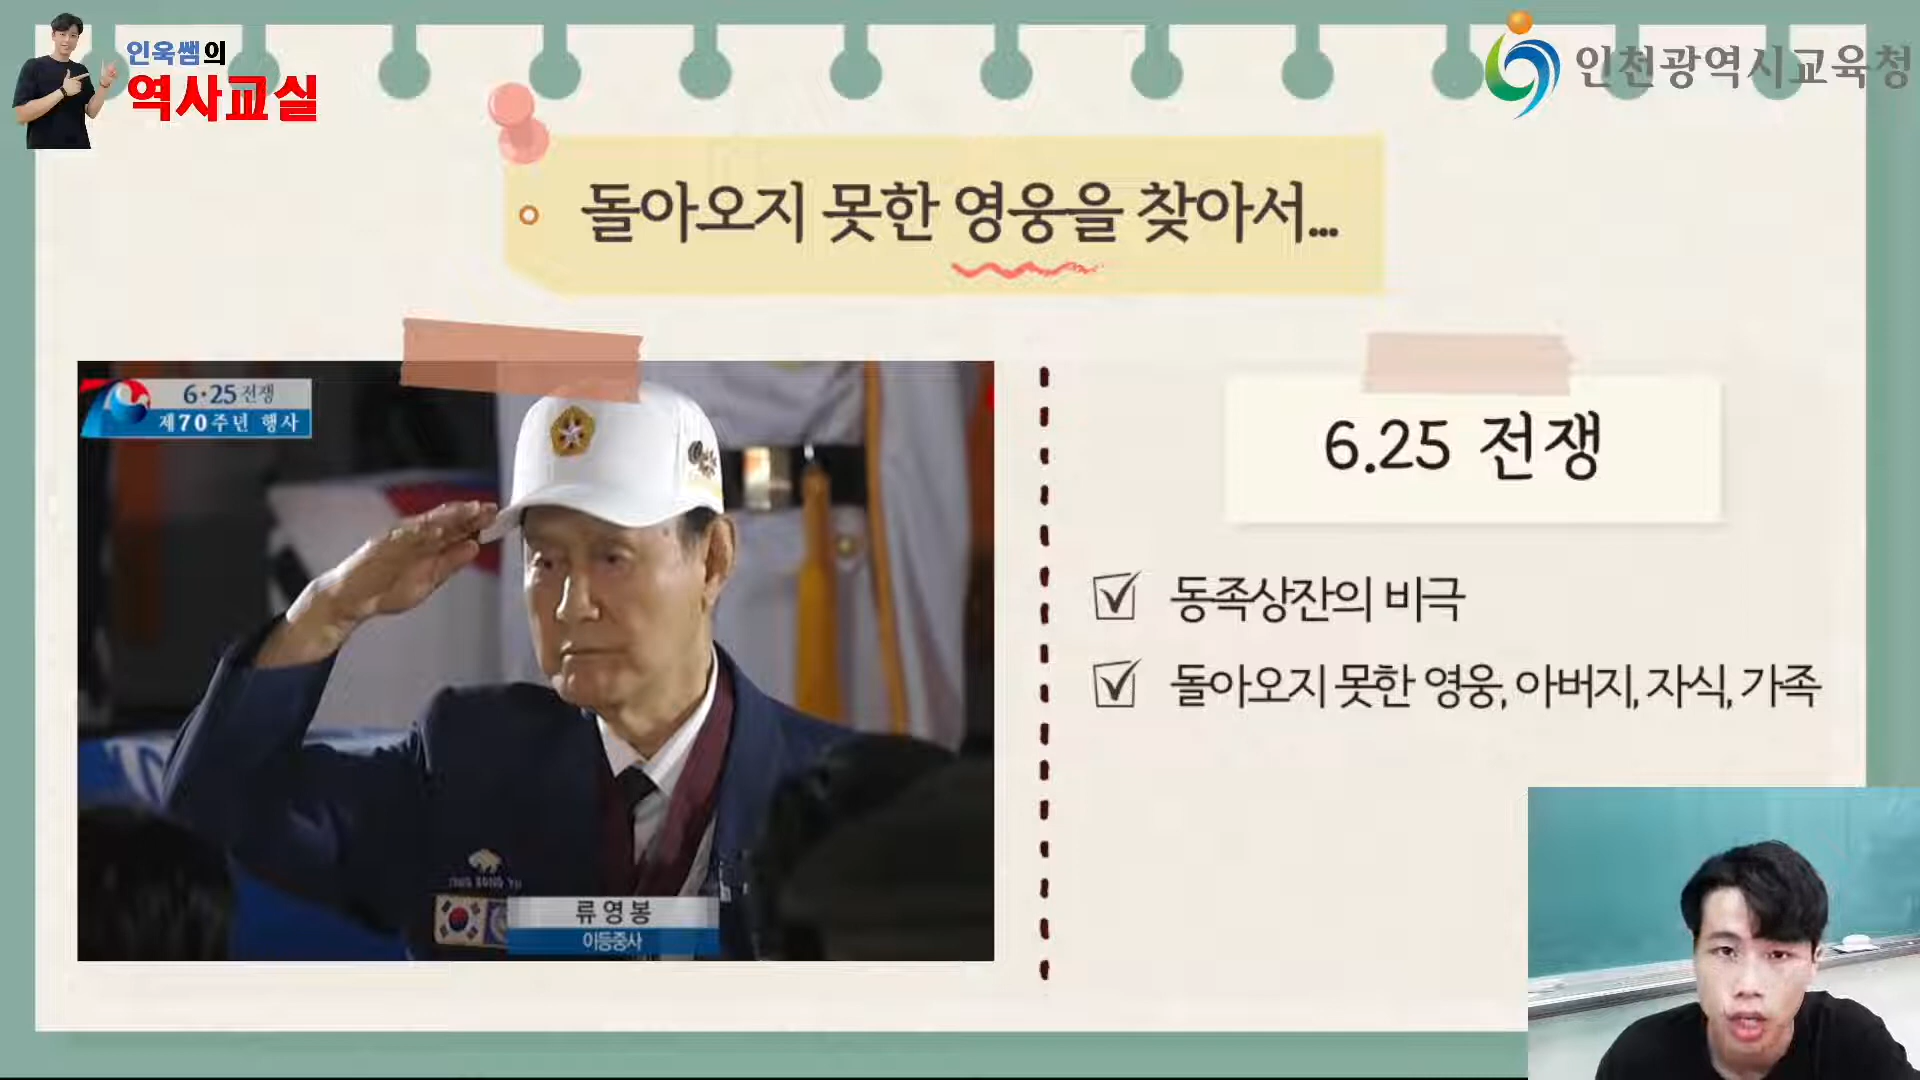 인욱쌤의
역사교실
인천광역시교육청
돌아오지 못한 영웅을 찾아서...
6·25전쟁
제70주년 행사
류영봉
이등중사
6.25 전쟁
동족상잔의 비극
돌아오지 못한 영웅, 아버지, 자식, 가족